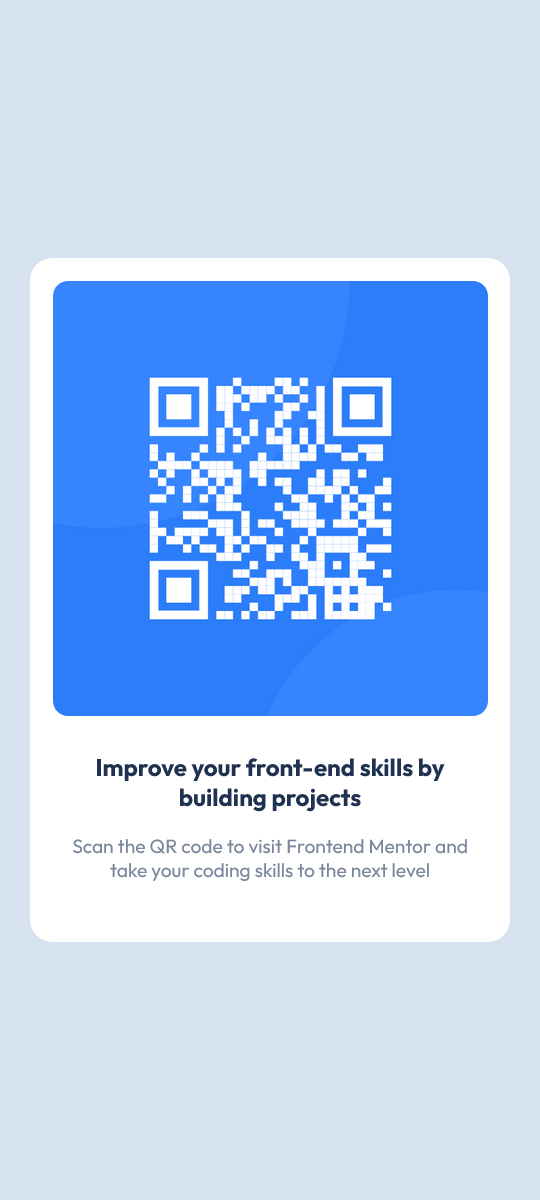 Improve your front-end skills by
building projects
Scan the QR code to visit Frontend Mentor and
take your coding skills to the next level